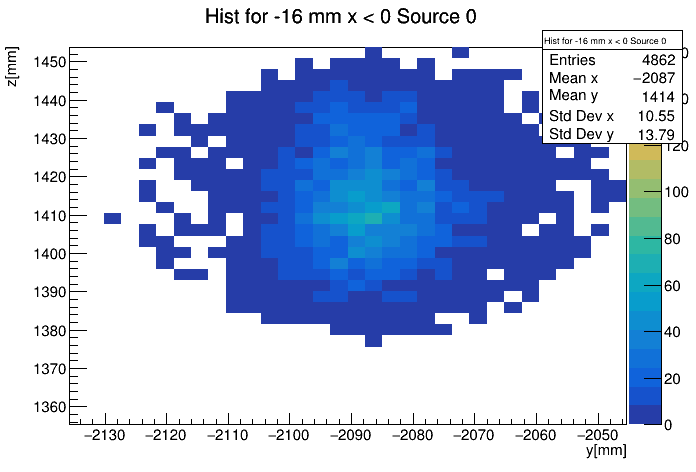 Hist for -16 mm x < 0 Source 0
z[mm]
Hist for -16 mm x < 0 Source 0
Entries 4862
Mean x −2087
Mean y 1414
Std Dev x 10.55
Std Dev y 13.79
1450
1440
1430
1420
1410
1400
1390
1380
1370
1360
120
100
80
60
40
20
0
−2130 −2120 −2110 −2100 −2090 −2080 −2070 −2060 −2050
y[mm]